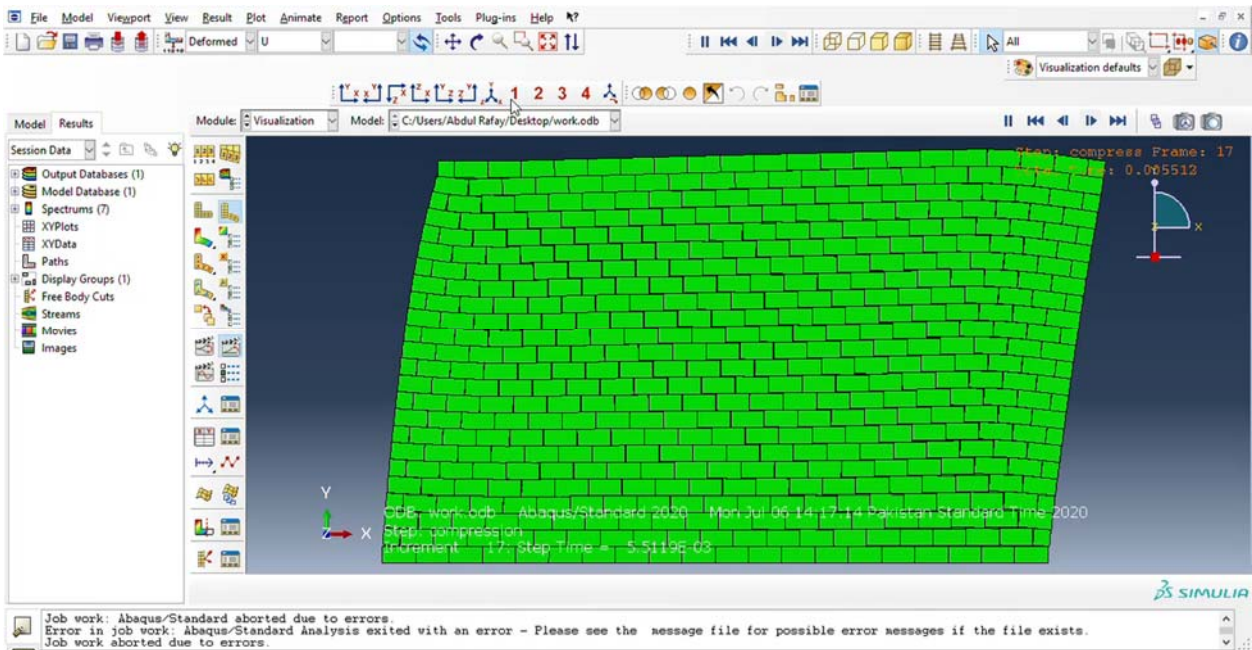 File Model Viewport View Result Plot Animate Report Options Tools Plug-ins Help
Deformed U All
Visualization defaults
1 2 3 4
Model Results Module: Visualization Model: C:/Users/Abdul Rafay/Desktop/work.odb
Session Data
Output Databases (1)
Model Database (1)
Spectrums (7)
XYPlots
XYData
Paths
Display Groups (1)
Free Body Cuts
Streams
Movies
Images
Step: compress Frame: 17
Total Time: 0.005512
X
Y
X
Z
ODB: work.odb Abaqus/Standard 2020 Mon Jul 06 14:17:14 Pakistan Standard Time 2020
Step: compression
Increment 17: Step Time = 5.5119E-03
SIMULIA
Job work: Abaqus/Standard aborted due to errors.
Error in job work: Abaqus/Standard Analysis exited with an error - Please see the message file for possible error messages if the file exists.
Job work aborted due to errors.